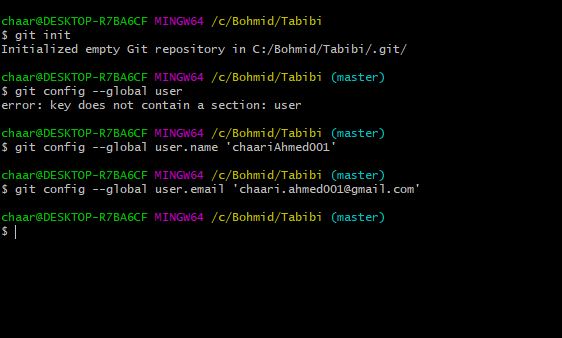 chaar@DESKTOP-R7BA6CF MINGW64 /c/Bohmid/Tabibi
$ git init
Initialized empty Git repository in C:/Bohmid/Tabibi/.git/
chaar@DESKTOP-R7BA6CF MINGW64 /c/Bohmid/Tabibi (master)
$ git config --global user
error: key does not contain a section: user
chaar@DESKTOP-R7BA6CF MINGW64 /c/Bohmid/Tabibi (master)
$ git config --global user.name 'chaariAhmed001'
chaar@DESKTOP-R7BA6CF MINGW64 /c/Bohmid/Tabibi (master)
$ git config --global user.email 'chaari.ahmed001@gmail.com'
chaar@DESKTOP-R7BA6CF MINGW64 /c/Bohmid/Tabibi (master)
$